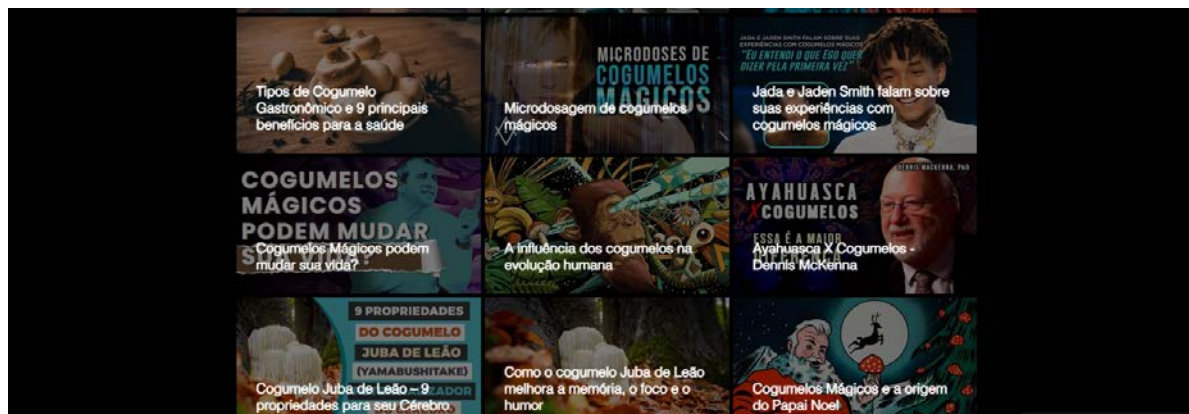 Tipos de Cogumelo
Gastronômico e 9 principais
benefícios para a saúde
MICRODOSES DE
COGUMELOS
MÁGICOS
Microdosagem de cogumelos
mágicos
JADA E JADEN SMITH FALAM SOBRE SUAS
EXPERIÊNCIAS COM COGUMELOS MÁGICOS
"EU ENTENDI O QUE EGO QUER
DIZER PELA PRIMEIRA VEZ"
Jada e Jaden Smith falam sobre
suas experiências com
cogumelos mágicos
COGUMELOS
MÁGICOS
PODEM MUDAR
SUA VIDA?
Cogumelos Mágicos podem
mudar sua vida?
A influência dos cogumelos na
evolução humana
DENNIS MCKENNA, PHD
AYAHUASCA
X COGUMELOS
ESSA É A MAIOR
DIFERENÇA
Ayahuasca X Cogumelos -
Dennis McKenna
9 PROPRIEDADES
DO COGUMELO
JUBA DE LEÃO
(YAMABUSHITAKE)
Cogumelo Juba de Leão – 9
propriedades para seu Cérebro
Como o cogumelo Juba de Leão
melhora a memória, o foco e o
humor
Cogumelos Mágicos e a origem
do Papai Noel